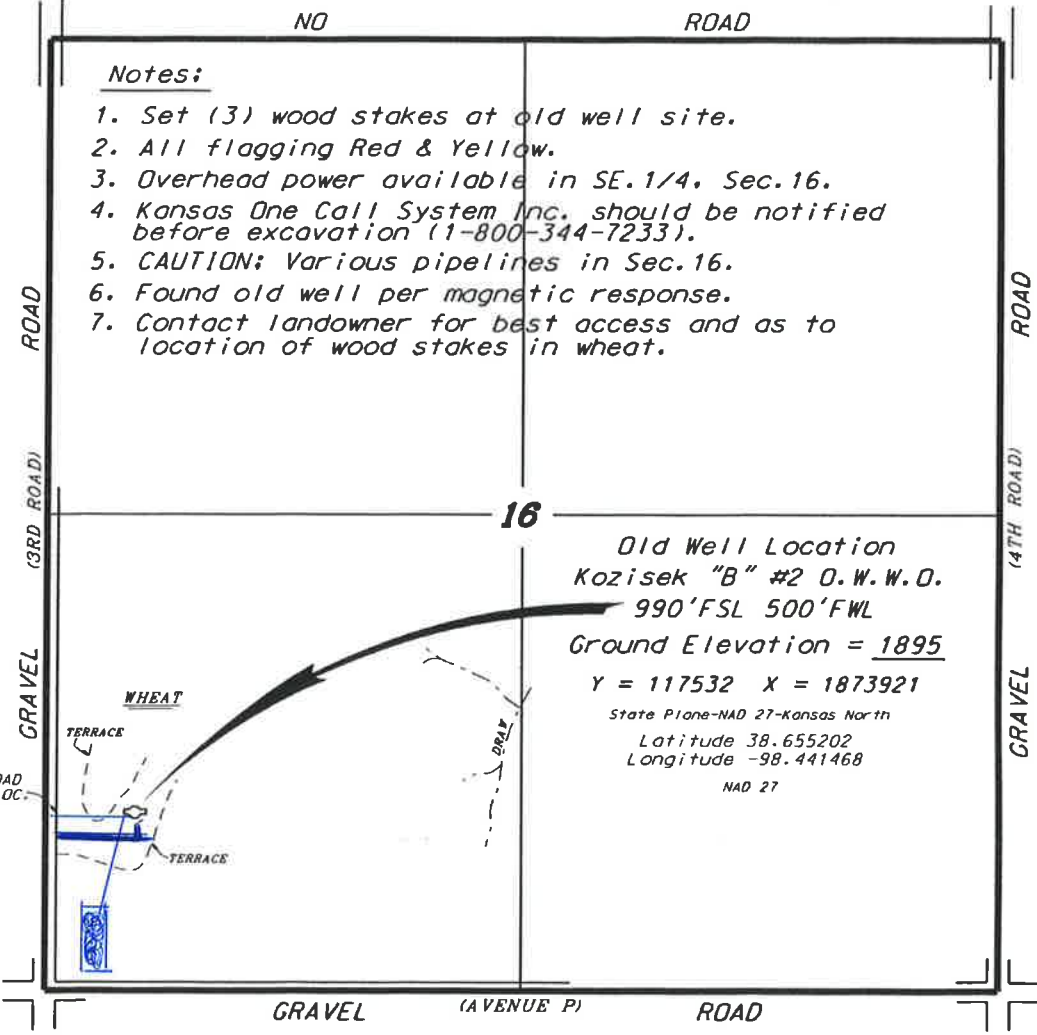 NO ROAD
Notes:
1. Set (3) wood stakes at old well site.
2. All flagging Red & Yellow.
3. Overhead power available in SE.1/4. Sec.16.
4. Kansas One Call System Inc. should be notified
before excavation (1-800-344-7233).
5. CAUTION: Various pipelines in Sec.16.
6. Found old well per magnetic response.
7. Contact landowner for best access and as to
location of wood stakes in wheat.
ROAD
(3RD ROAD)
GRAVEL
ROAD
(4TH ROAD)
GRAVEL
16
Old Well Location
Kozisek "B" #2 O.W.W.O.
990'FSL 500'FWL
Ground Elevation = 1895
Y = 117532 X = 1873921
State Plane-NAD 27-Kansas North
Latitude 38.655202
Longitude -98.441468
NAD 27
WHEAT
TERRACE
DRAW
TERRACE
GRAVEL (AVENUE P) ROAD